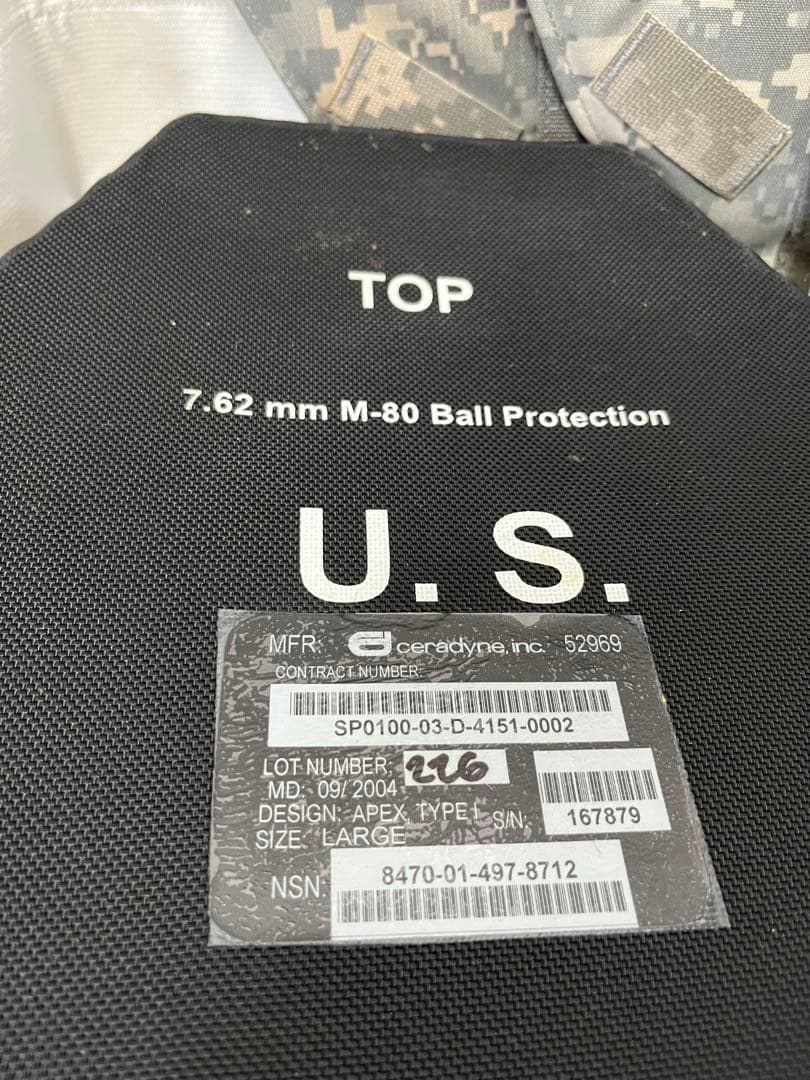 TOP
7.62 mm M-80 Ball Protection
U. S.
MFR: ceradyne, inc. 52969
CONTRACT NUMBER:
SP0100-03-D-4151-0002
LOT NUMBER: 226
MD: 09/2004
DESIGN: APEX, TYPE I
S/N: 167879
SIZE: LARGE
NSN: 8470-01-497-8712